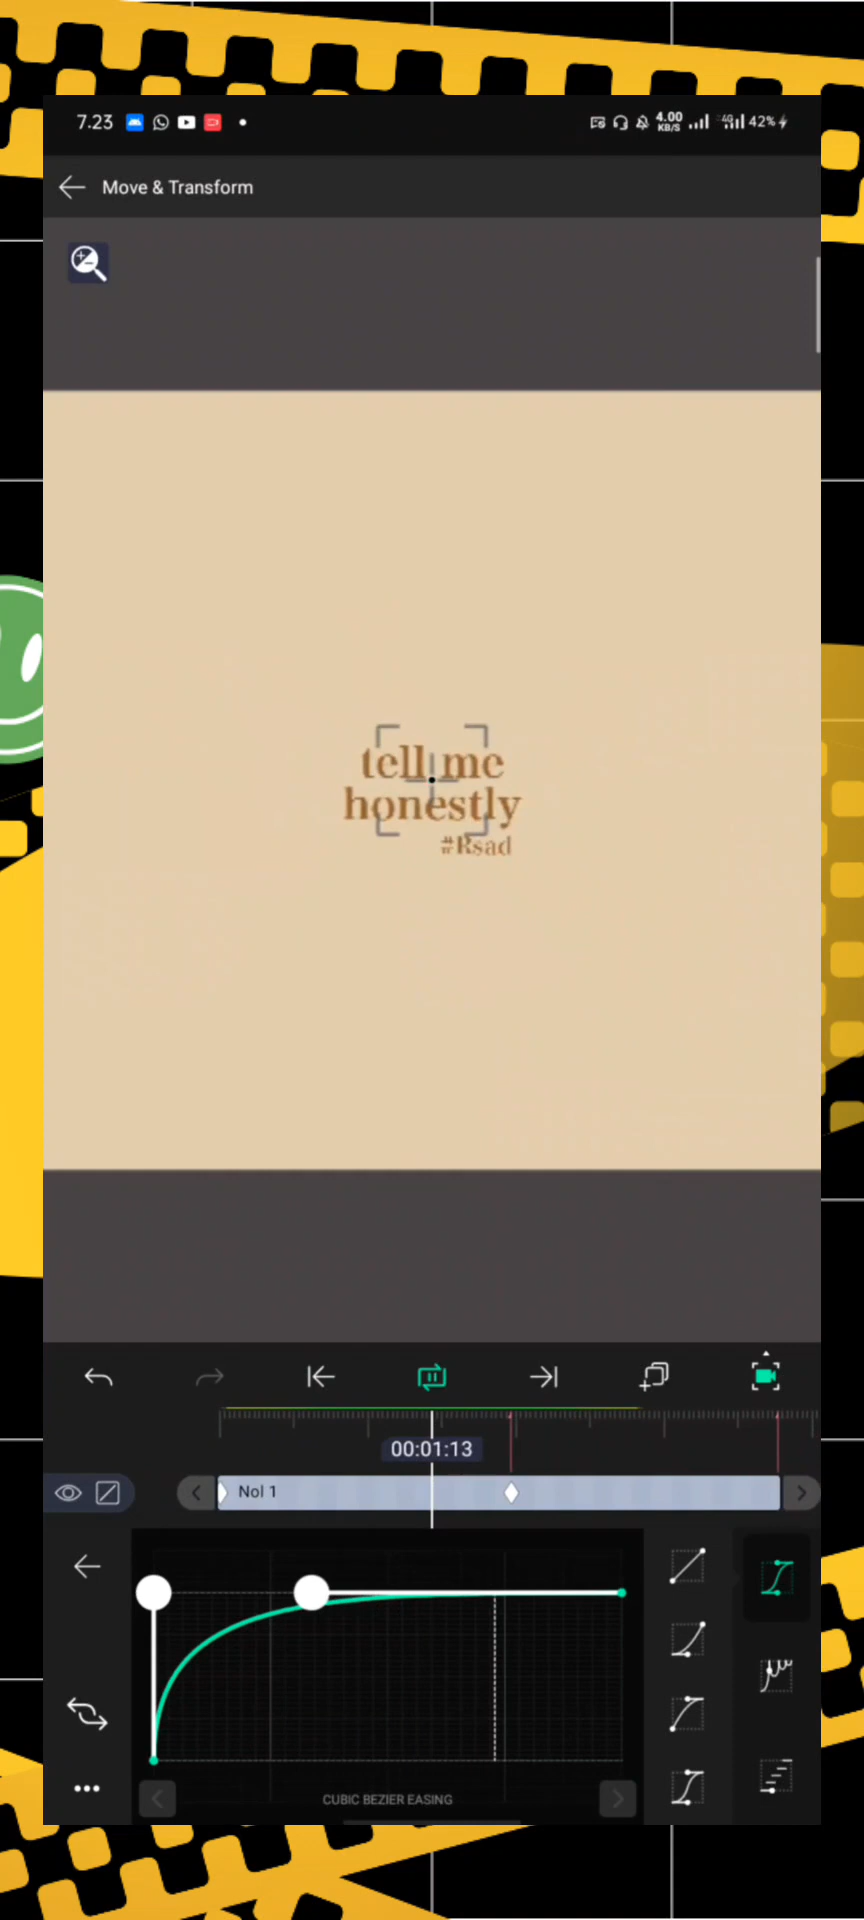 7.23
4.00
KB/S
4G
42%
Move & Transform
tell me
honestly
#Rsad
00:01:13
Nol 1
CUBIC BEZIER EASING